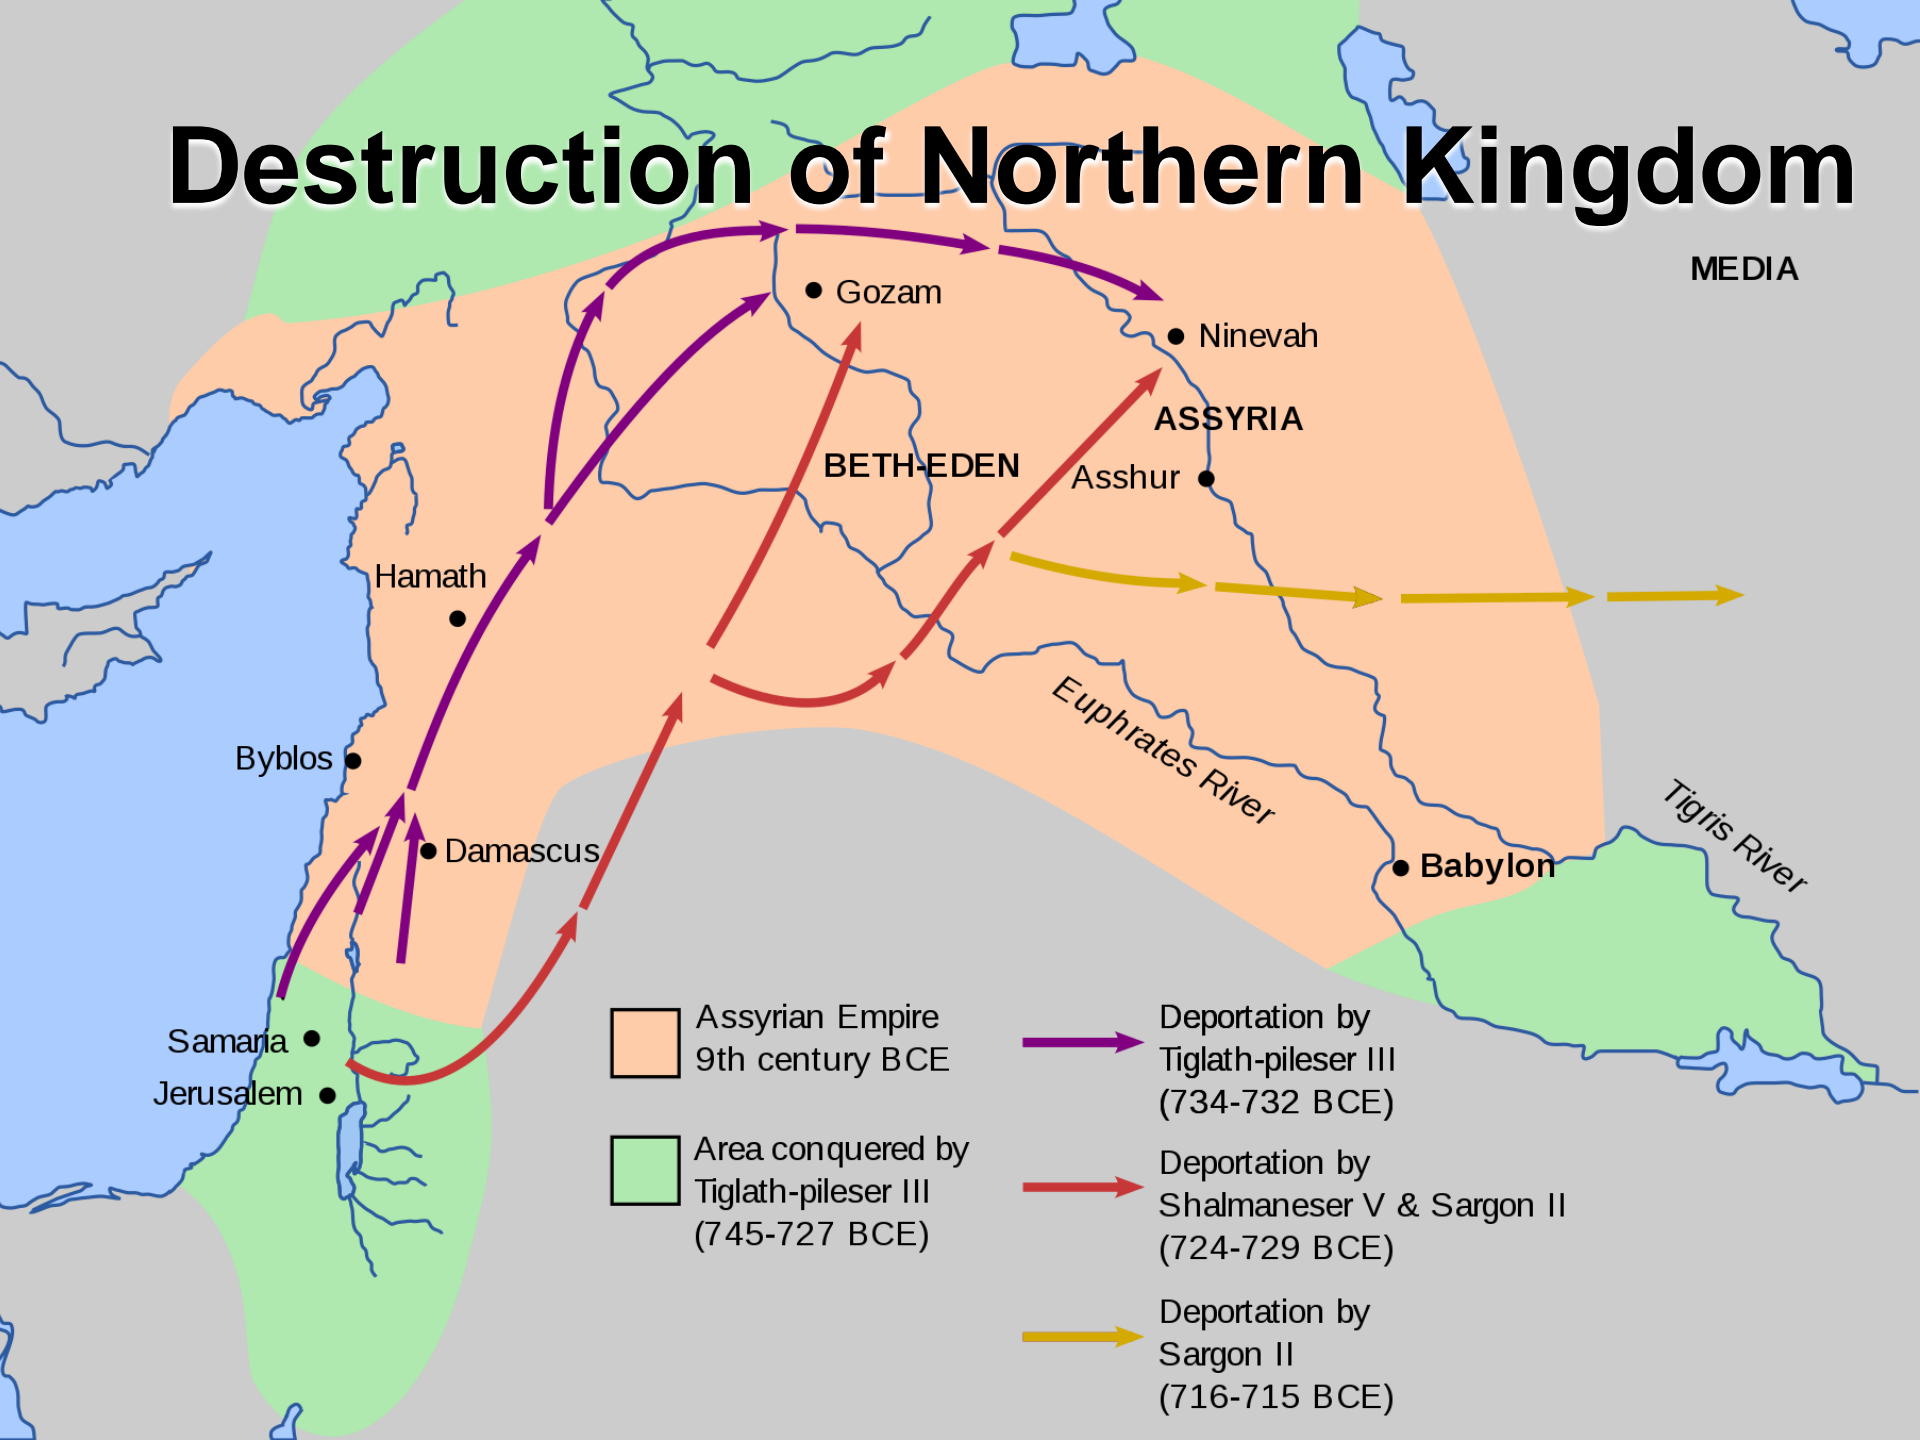 Destruction of Northern Kingdom
MEDIA
Gozam
Ninevah
ASSYRIA
BETH-EDEN
Asshur
Hamath
Euphrates River
Byblos
Tigris River
Damascus
Babylon
Samaria
Jerusalem
Assyrian Empire
9th century BCE
Area conquered by
Tiglath-pileser III
(745-727 BCE)
Deportation by
Tiglath-pileser III
(734-732 BCE)
Deportation by
Shalmaneser V & Sargon II
(724-729 BCE)
Deportation by
Sargon II
(716-715 BCE)